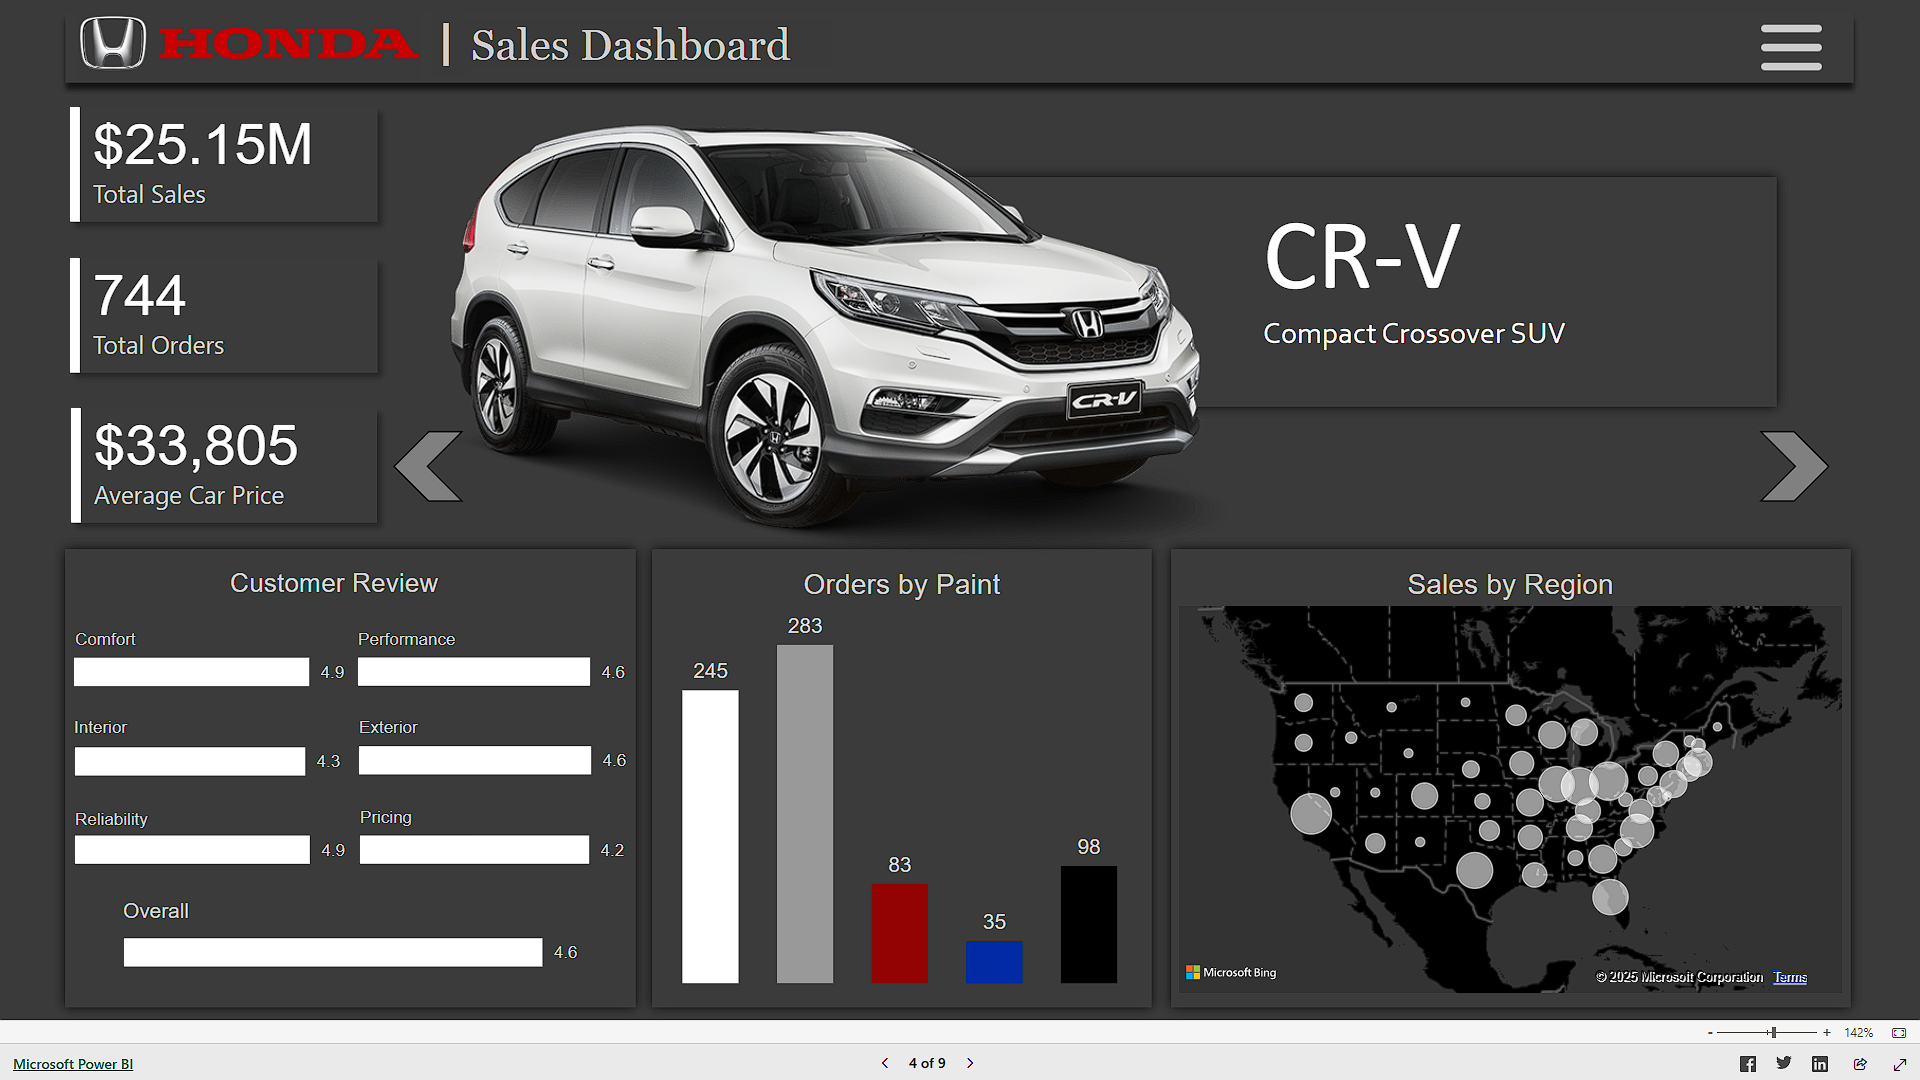 HONDA | Sales Dashboard
$25.15M
Total Sales
744
Total Orders
$33,805
Average Car Price
CR-V
CR-V
Compact Crossover SUV
Customer Review
Comfort
4.9
Performance
4.6
Interior
4.3
Exterior
4.6
Reliability
4.9
Pricing
4.2
Overall
4.6
Orders by Paint
245
283
83
35
98
Sales by Region
Microsoft Bing
© 2025 Microsoft Corporation Terms
- + 142%
Microsoft Power BI
< 4 of 9 >